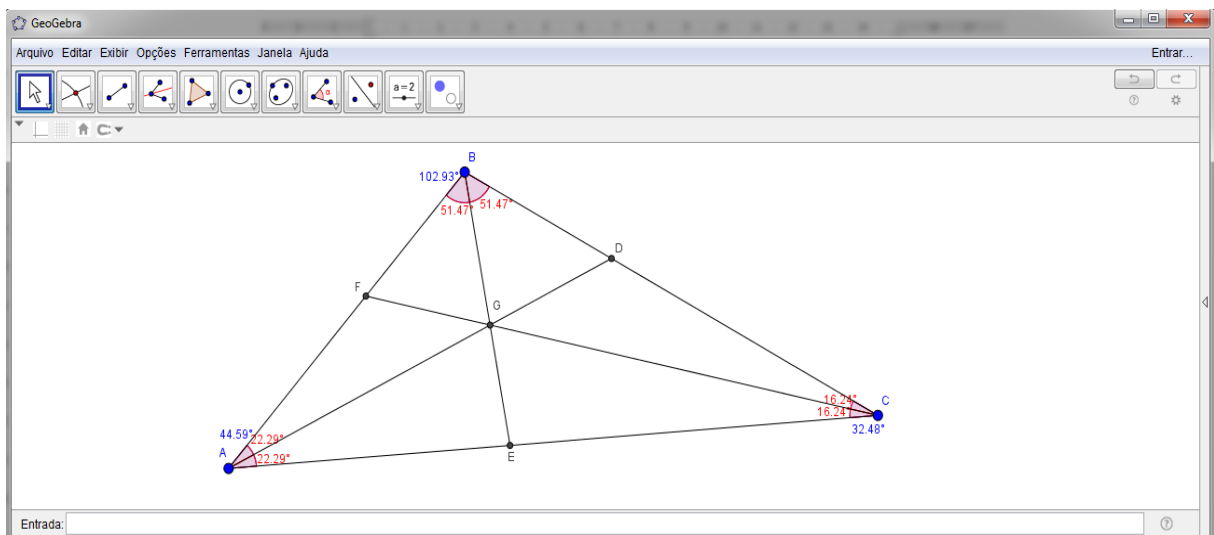 GeoGebra
Arquivo Editar Exibir Opções Ferramentas Janela Ajuda
Entrar...
a=2
B
102.93°
51.47°
51.47°
D
F
G
44.59°
22.29°
A
22.29°
E
16.24°
C
16.24°
32.48°
Entrada: